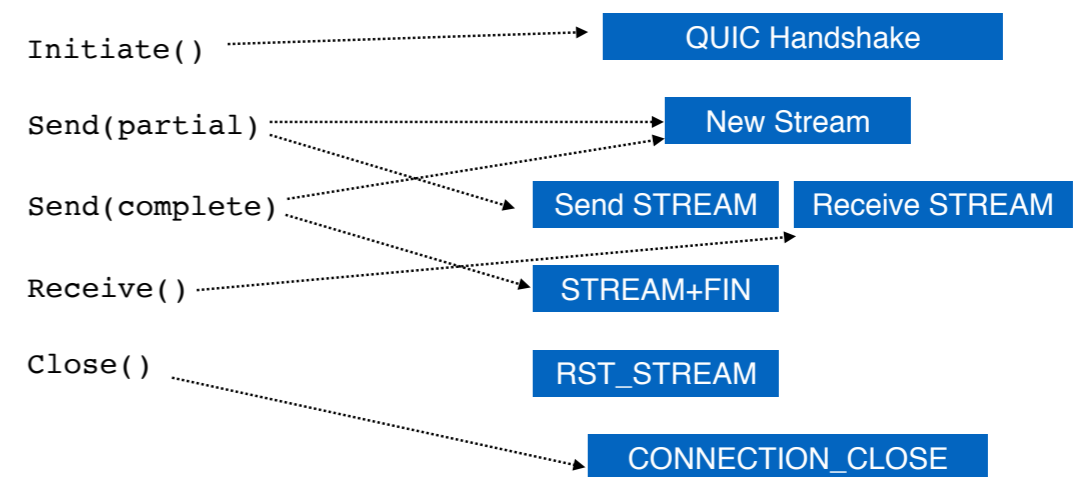 Initiate()
QUIC Handshake
Send(partial)
New Stream
Send(complete)
Send STREAM
Receive STREAM
Receive()
STREAM+FIN
Close()
RST_STREAM
CONNECTION_CLOSE